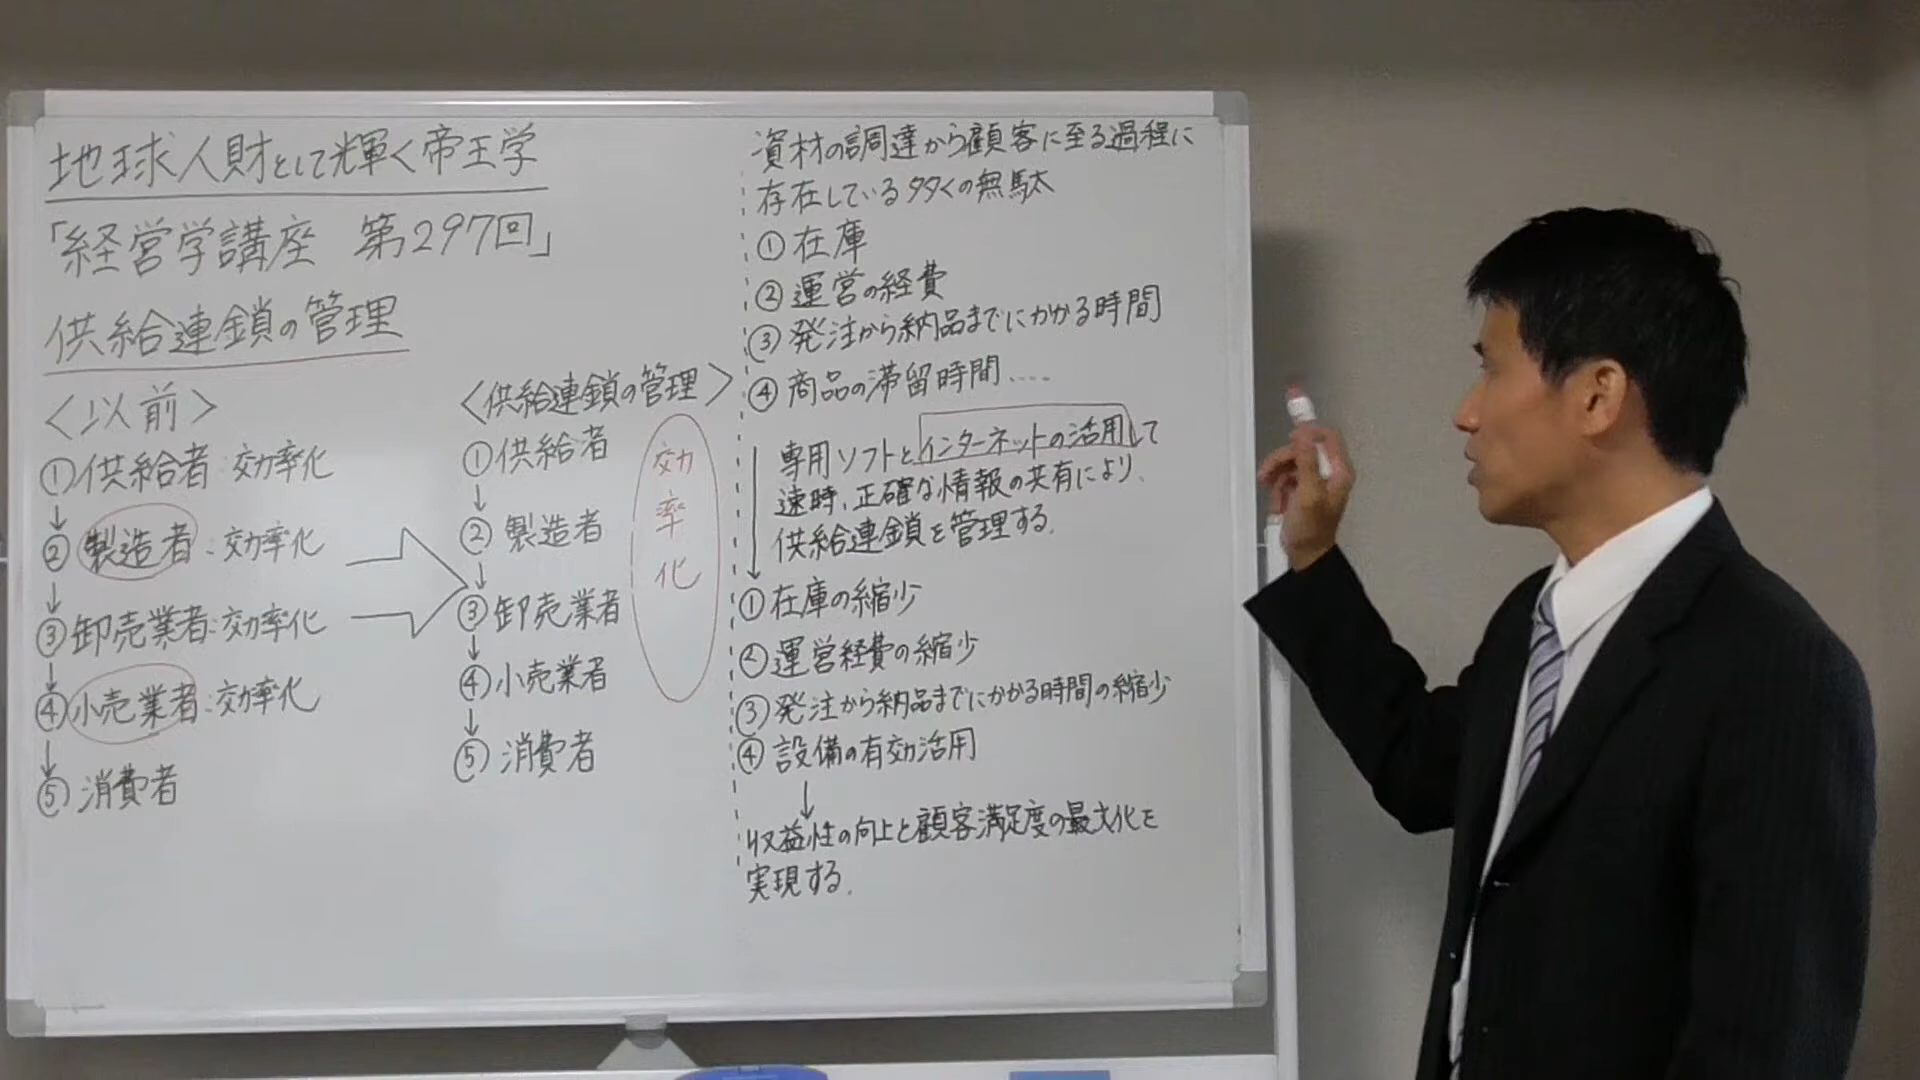 地球人財として輝く帝王学
「経営学講座 第297回」
供給連鎖の管理
<以前>
①供給者:効率化
↓
②製造者:効率化
↓
③卸売業者:効率化
↓
④小売業者:効率化
↓
⑤消費者
<供給連鎖の管理>
①供給者
↓
②製造者
↓
③卸売業者
↓
④小売業者
↓
⑤消費者
効率化
資材の調達から顧客に至る過程に
存在している多くの無駄
①在庫
②運営の経費
③発注から納品までにかかる時間
④商品の滞留時間……
専用ソフトとインターネットの活用して
速時、正確な情報の共有により、
供給連鎖を管理する。
①在庫の縮少
②運営経費の縮少
③発注から納品までにかかる時間の縮少
④設備の有効活用
↓
収益性の向上と顧客満足度の最大化を
実現する。